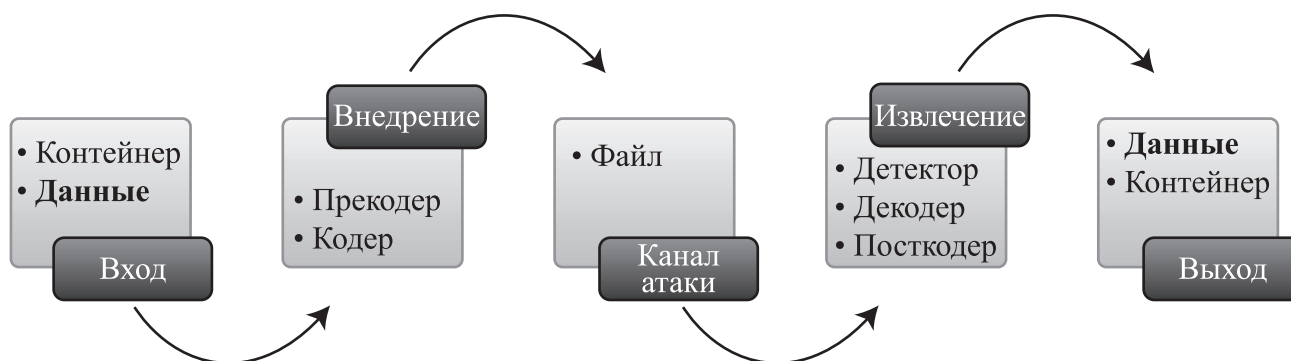 • Контейнер
• Данные
Вход
Внедрение
• Прекодер
• Кодер
• Файл
Канал
атаки
Извлечение
• Детектор
• Декодер
• Посткодер
• Данные
• Контейнер
Выход